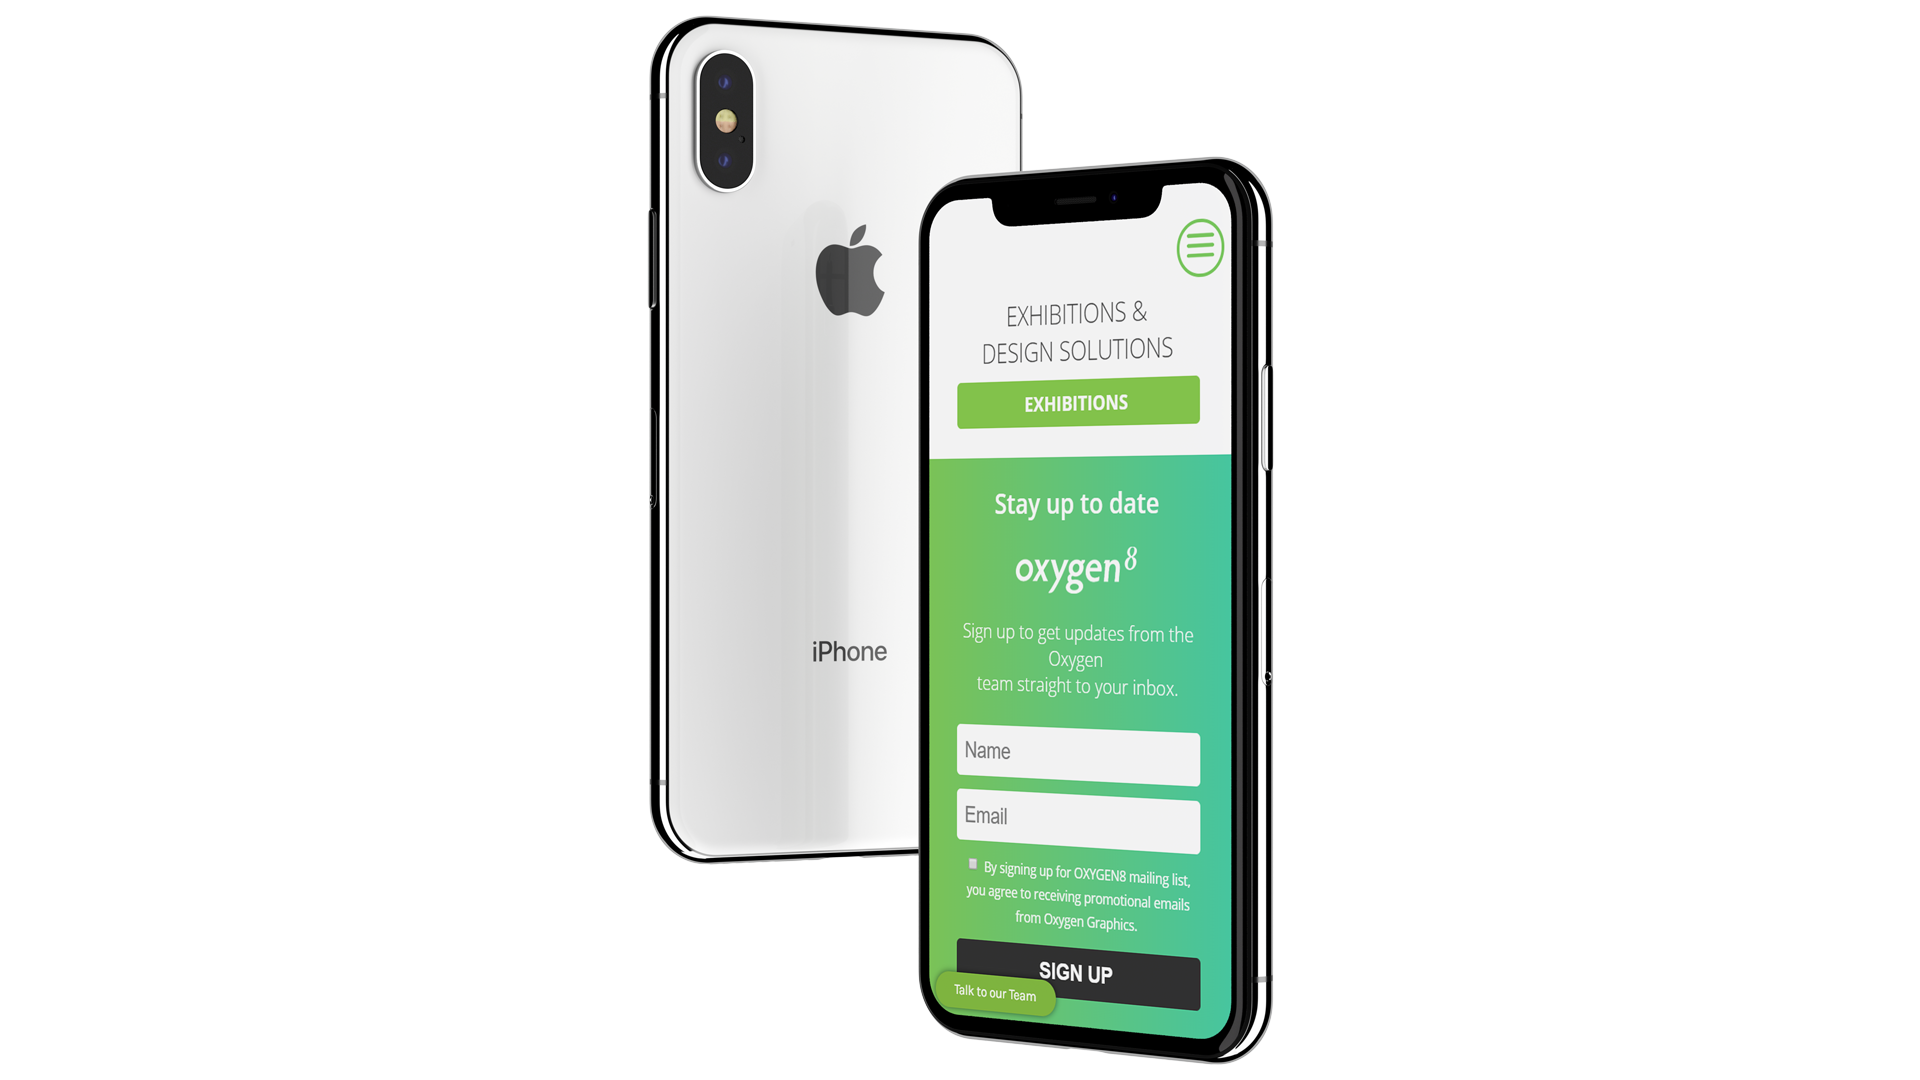 iPhone
EXHIBITIONS &
DESIGN SOLUTIONS
EXHIBITIONS
Stay up to date
oxygen8
Sign up to get updates from the
Oxygen
team straight to your inbox.
Name
Email
By signing up for OXYGEN8 mailing list,
you agree to receiving promotional emails
from Oxygen Graphics.
SIGN UP
Talk to our Team